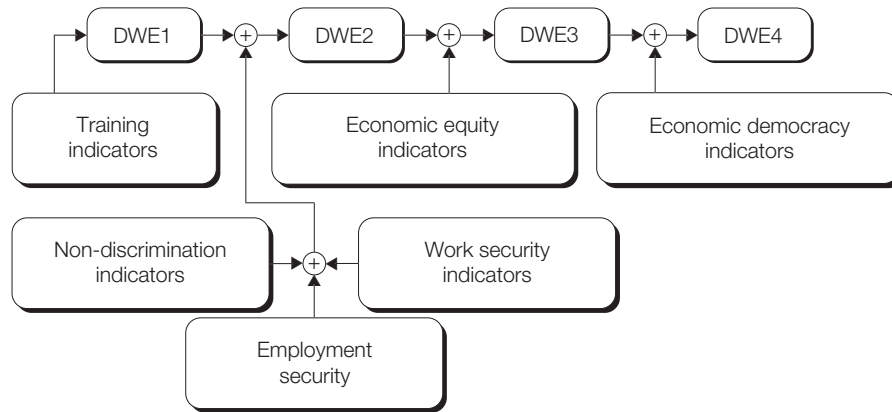 DWE1
+
DWE2
+
DWE3
+
DWE4
Training
indicators
Economic equity
indicators
Economic democracy
indicators
Non-discrimination
indicators
+
Work security
indicators
Employment
security